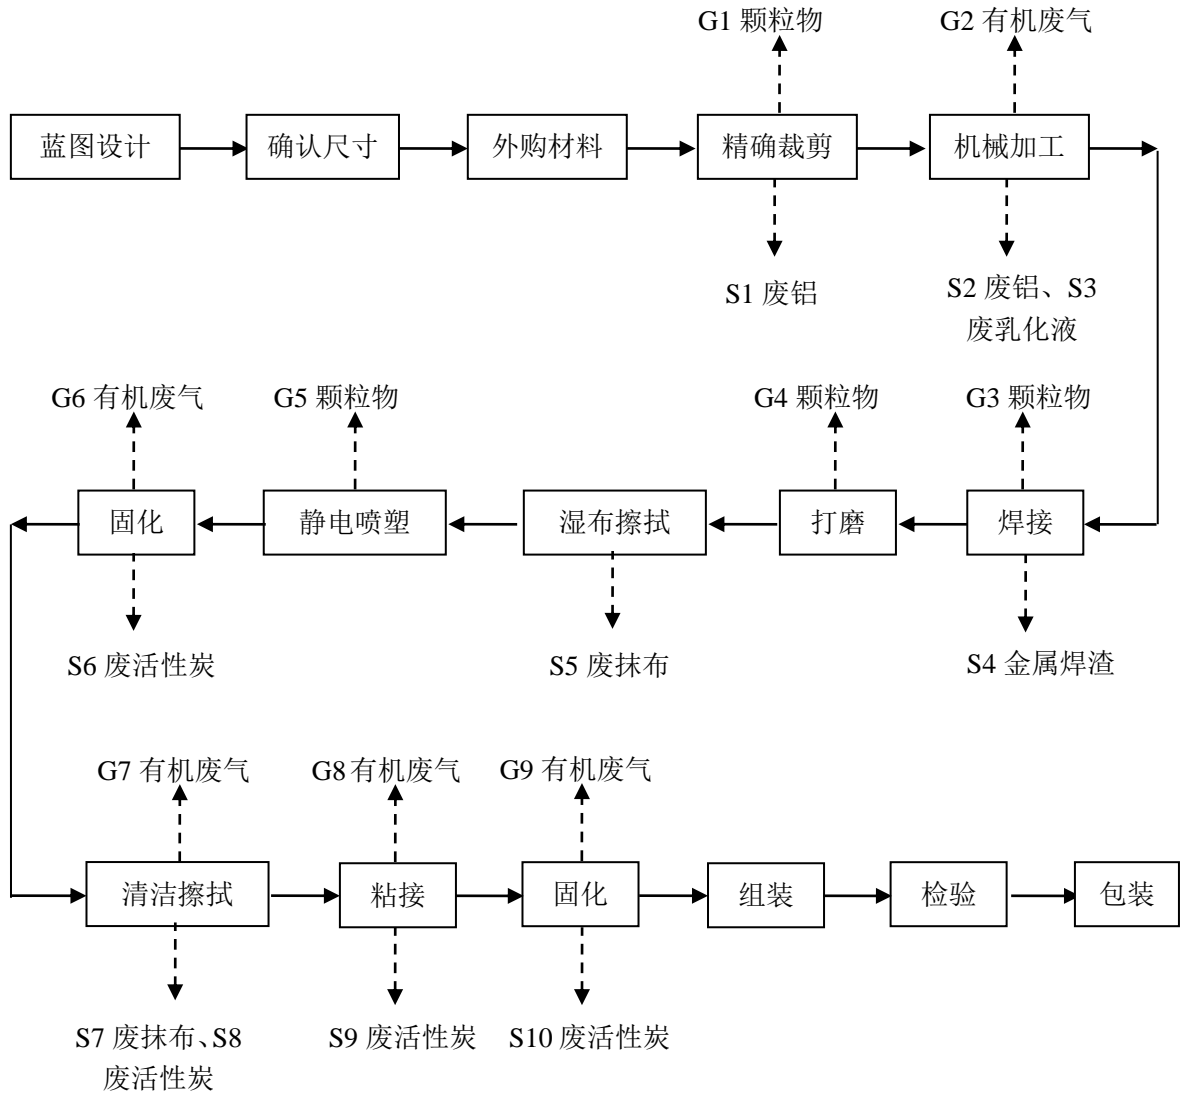 G1 颗粒物
G2 有机废气
蓝图设计
确认尺寸
外购材料
精确裁剪
机械加工
S1 废铝
S2 废铝、S3
废乳化液
G6 有机废气
G5 颗粒物
G4 颗粒物
G3 颗粒物
固化
静电喷塑
湿布擦拭
打磨
焊接
S6 废活性炭
S5 废抹布
S4 金属焊渣
G7 有机废气
G8 有机废气
G9 有机废气
清洁擦拭
粘接
固化
组装
检验
包装
S7 废抹布、S8
废活性炭
S9 废活性炭
S10 废活性炭